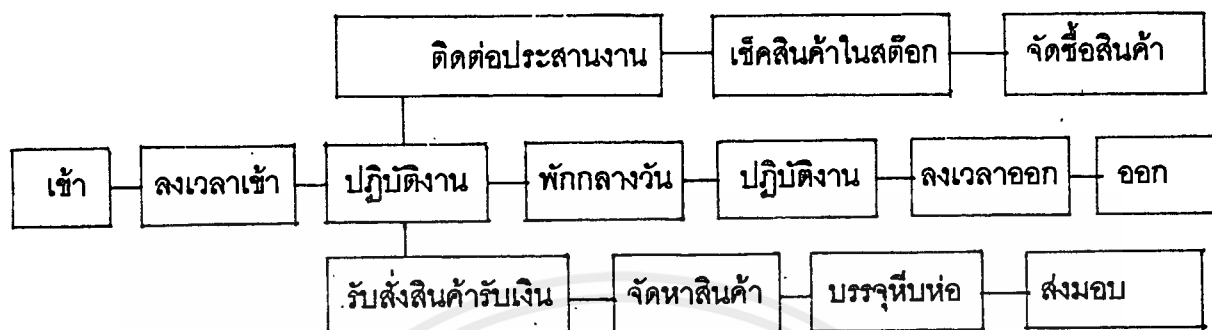 ติดต่อประสานงาน เช็คสินค้าในสต๊อก จัดซื้อสินค้า
เข้า ลงเวลาเข้า ปฏิบัติงาน พักกลางวัน ปฏิบัติงาน ลงเวลาออก ออก
รับสั่งสินค้ารับเงิน จัดหาสินค้า บรรจุหีบห่อ ส่งมอบ